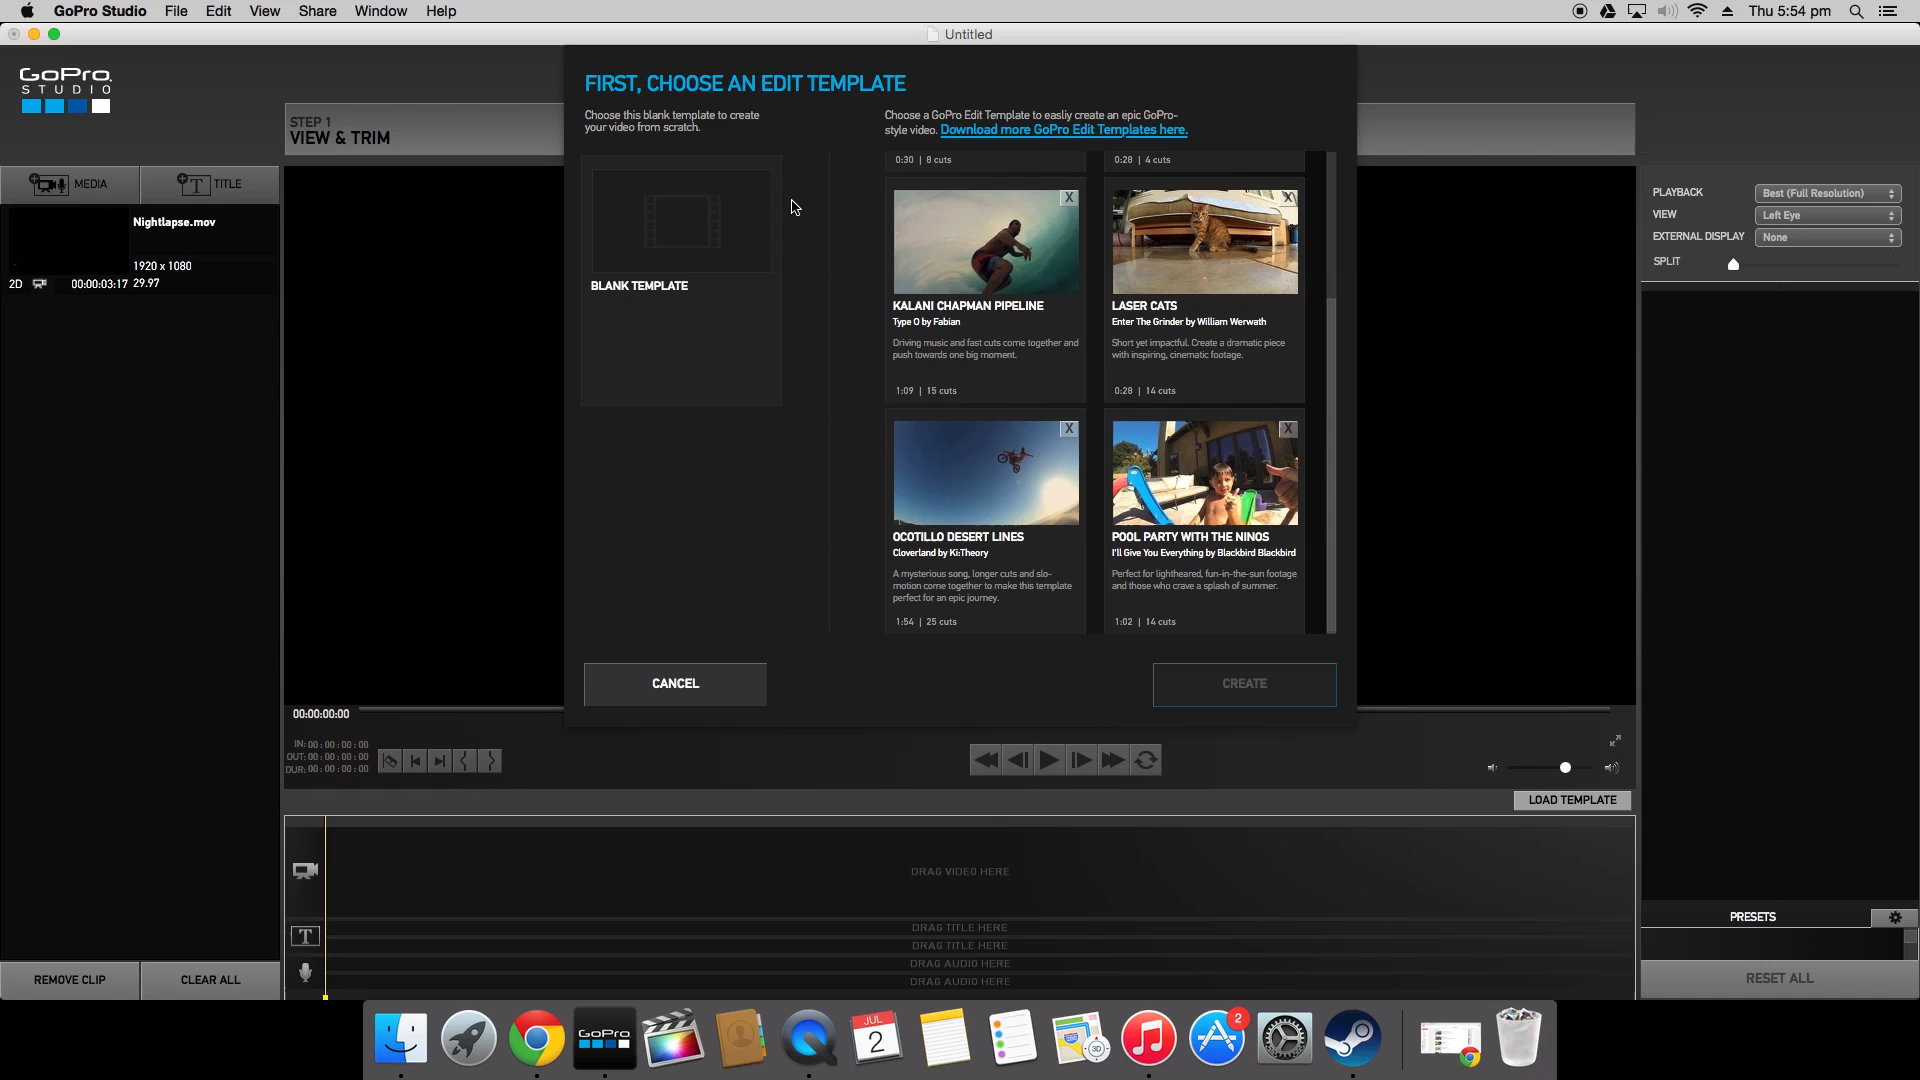 GoPro Studio File Edit View Share Window Help
Thu 5:54 pm
Untitled
GoPro
STUDIO
STEP 1
VIEW & TRIM
MEDIA
TITLE
Nightlapse.mov
1920 x 1080
2D 00:00:03:17 29.97
REMOVE CLIP
CLEAR ALL
FIRST, CHOOSE AN EDIT TEMPLATE
Choose this blank template to create
your video from scratch.
BLANK TEMPLATE
Choose a GoPro Edit Template to easliy create an epic GoPro-
style video. Download more GoPro Edit Templates here.
0:30 | 8 cuts
0:28 | 4 cuts
X
KALANI CHAPMAN PIPELINE
Type O by Fabian
Driving music and fast cuts come together and
push towards one big moment.
1:09 | 15 cuts
X
LASER CATS
Enter The Grinder by William Werwath
Short yet impactful. Create a dramatic piece
with inspiring, cinematic footage.
0:28 | 14 cuts
X
OCOTILLO DESERT LINES
Cloverland by Ki:Theory
A mysterious song, longer cuts and slo-
motion come together to make this template
perfect for an epic journey.
1:54 | 25 cuts
X
POOL PARTY WITH THE NINOS
I'll Give You Everything by Blackbird Blackbird
Perfect for lightheared, fun-in-the-sun footage
and those who crave a splash of summer.
1:02 | 14 cuts
CANCEL
CREATE
PLAYBACK Best (Full Resolution)
VIEW Left Eye
EXTERNAL DISPLAY None
SPLIT
00:00:00:00
IN: 00:00:00:00
OUT: 00:00:00:00
DUR: 00:00:00:00
LOAD TEMPLATE
DRAG VIDEO HERE
T
DRAG TITLE HERE
DRAG TITLE HERE
DRAG AUDIO HERE
DRAG AUDIO HERE
PRESETS
RESET ALL
GoPro
JUL
2
280
3D
2